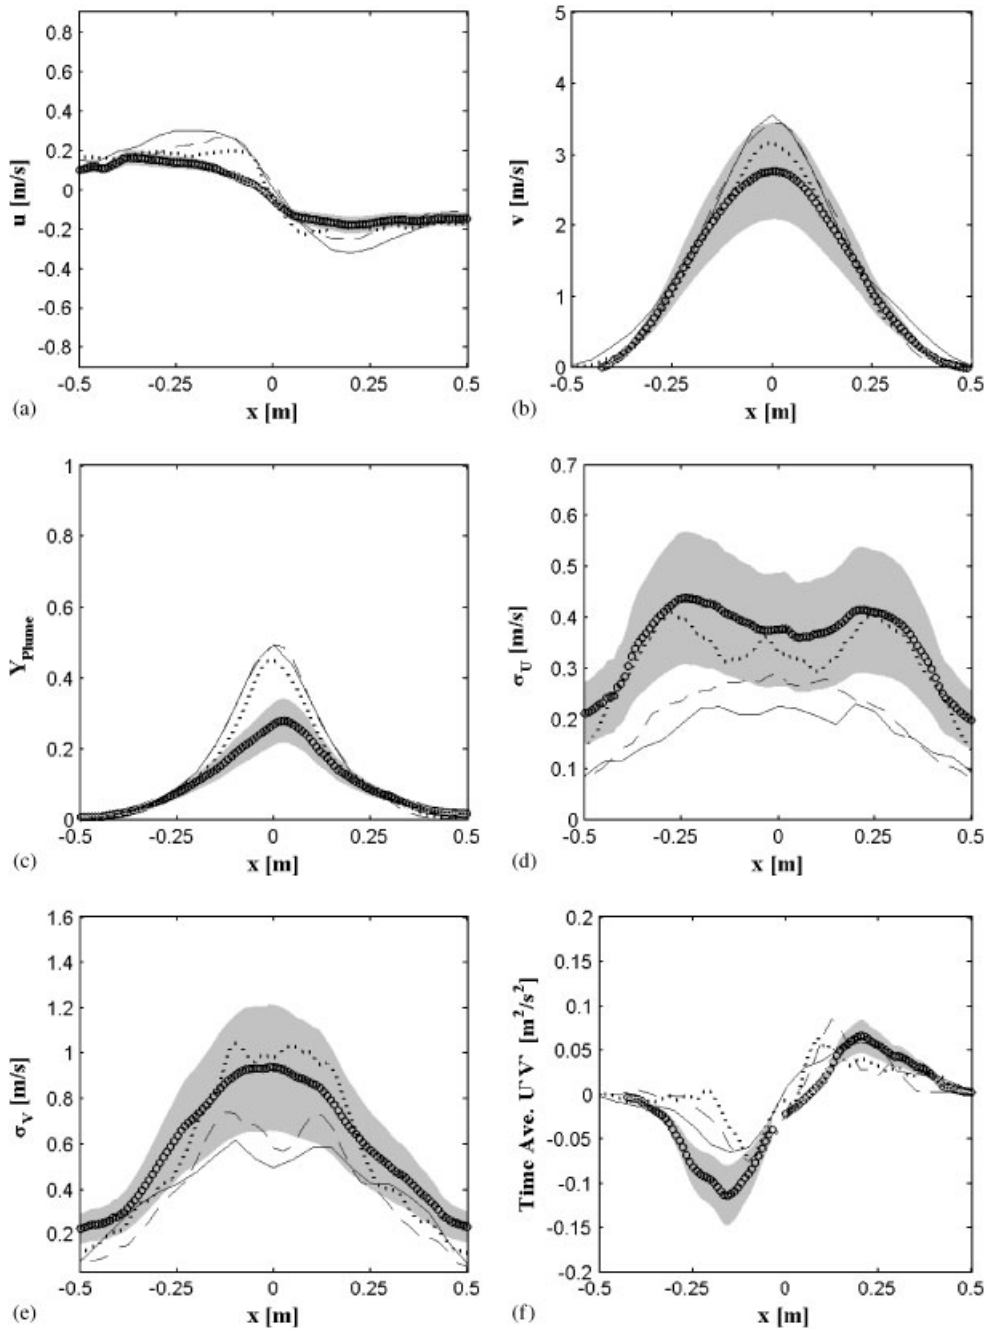 0.8
0.6
0.4
0.2
0
-0.2
-0.4
-0.6
-0.8
u [m/s]
-0.5 -0.25 0 0.25 0.5
(a) x [m]
5
4
3
2
1
0
v [m/s]
-0.5 -0.25 0 0.25 0.5
(b) x [m]
1
0.8
0.6
0.4
0.2
0
Y_Plume
-0.5 -0.25 0 0.25 0.5
(c) x [m]
0.7
0.6
0.5
0.4
0.3
0.2
0.1
0
σ_U [m/s]
-0.5 -0.25 0 0.25 0.5
(d) x [m]
1.6
1.4
1.2
1
0.8
0.6
0.4
0.2
σ_V [m/s]
-0.5 -0.25 0 0.25 0.5
(e) x [m]
0.2
0.15
0.1
0.05
0
-0.05
-0.1
-0.15
-0.2
Time Ave. U`V` [m²/s²]
-0.5 -0.25 0 0.25 0.5
(f) x [m]